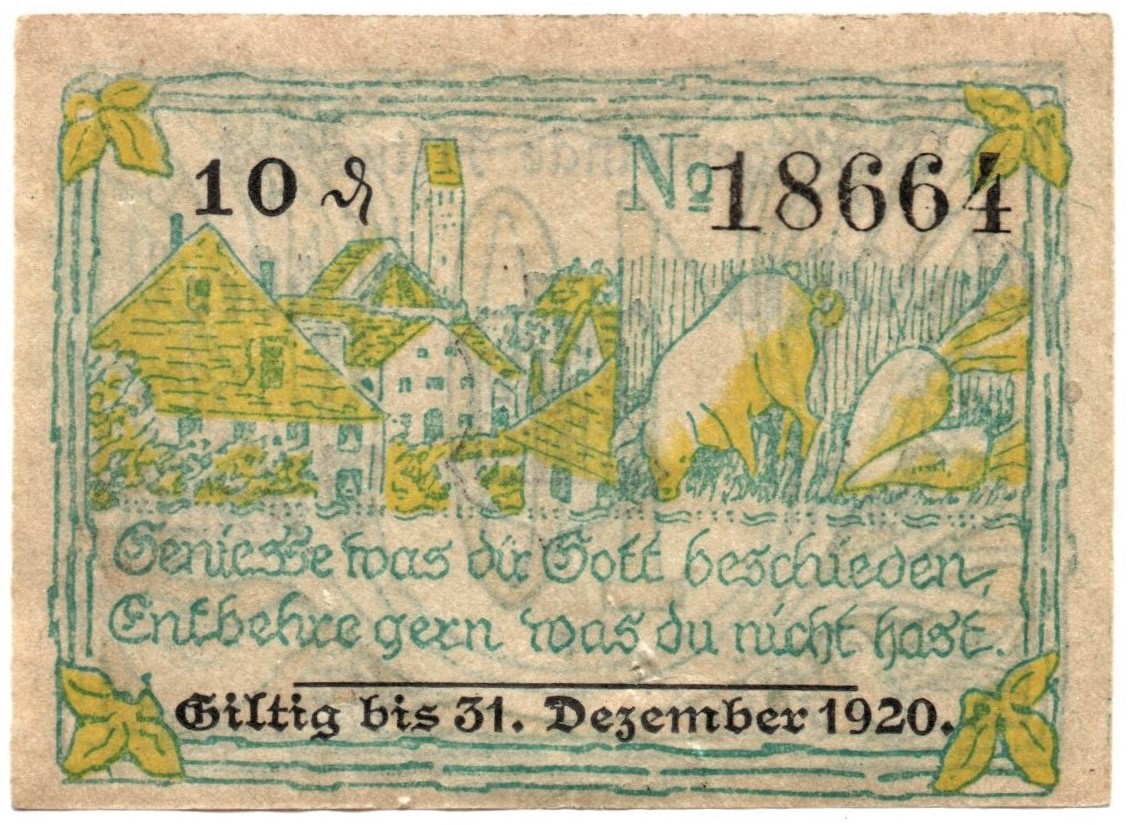 10 ₰
№ 18664
Geniesse was dir Gott beschieden,
Entbehre gern was du nicht hast.
Giltig bis 31. Dezember 1920.